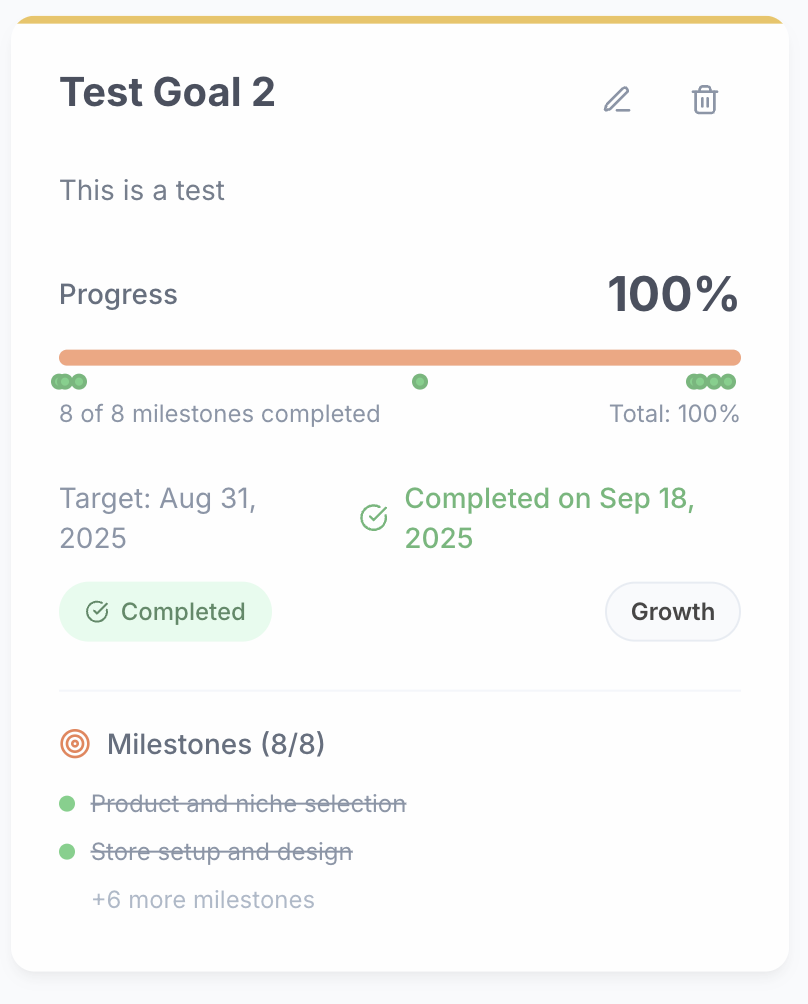 Test Goal 2
This is a test
Progress
100%
8 of 8 milestones completed
Total: 100%
Target: Aug 31,
2025
Completed on Sep 18,
2025
Completed
Growth
Milestones (8/8)
Product and niche selection
Store setup and design
+6 more milestones